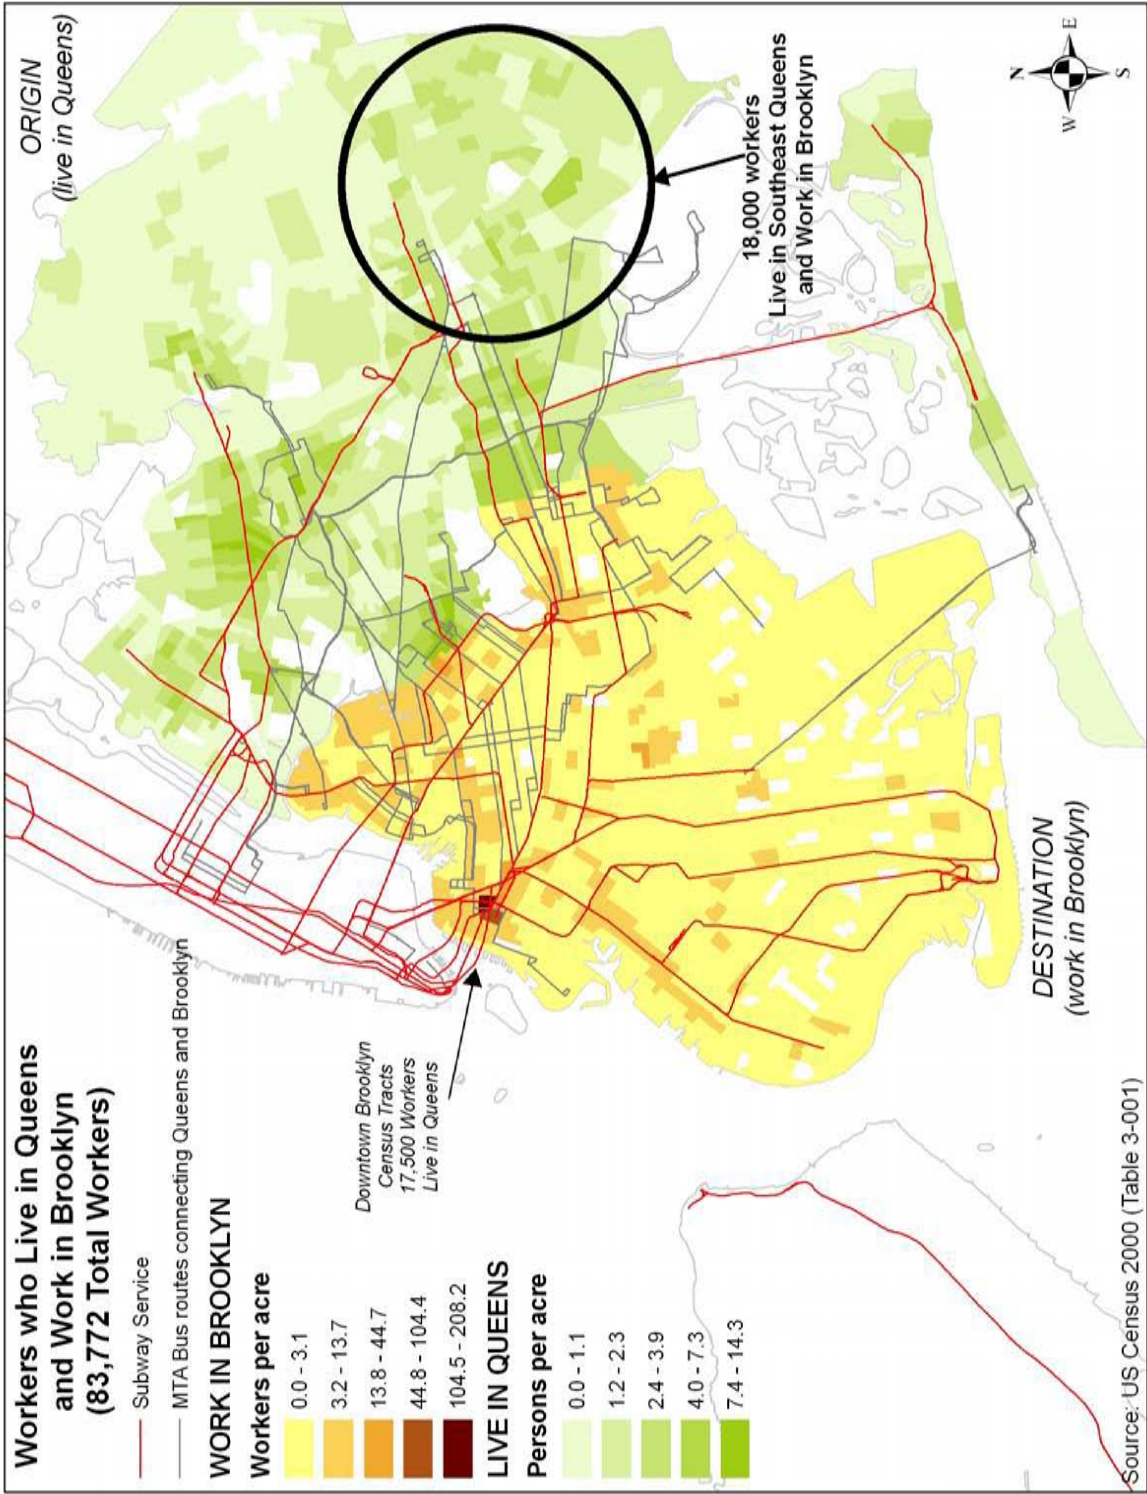 Workers who Live in Queens
and Work in Brooklyn
(83,772 Total Workers)
Subway Service
MTA Bus routes connecting Queens and Brooklyn
WORK IN BROOKLYN
Workers per acre
0.0 - 3.1
3.2 - 13.7
13.8 - 44.7
44.8 - 104.4
104.5 - 208.2
LIVE IN QUEENS
Persons per acre
0.0 - 1.1
1.2 - 2.3
2.4 - 3.9
4.0 - 7.3
7.4 - 14.3
Downtown Brooklyn
Census Tracts
17,500 Workers
Live in Queens
ORIGIN
(live in Queens)
18,000 workers
Live in Southeast Queens
and Work in Brooklyn
DESTINATION
(work in Brooklyn)
N
W
E
S
Source: US Census 2000 (Table 3-001)